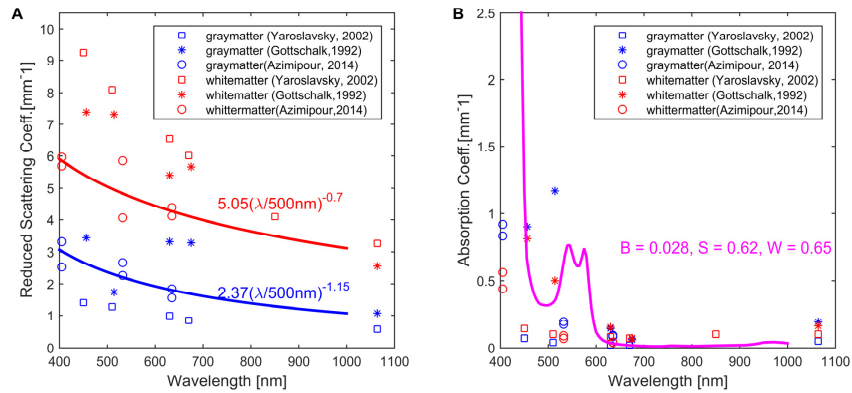 A
Reduced Scattering Coeff.[mm⁻¹]
10
9
8
7
6
5
4
3
2
1
0
graymatter (Yaroslavsky, 2002)
graymatter (Gottschalk,1992)
graymatter(Azimipour, 2014)
whitematter (Yaroslavsky, 2002)
whitematter (Gottschalk,1992)
whittermatter(Azimipour,2014)
5.05(λ/500nm)^-0.7
2.37(λ/500nm)^-1.15
400 500 600 700 800 900 1000 1100
Wavelength [nm]
B
Absorption Coeff.[mm⁻¹]
2.5
2
1.5
1
0.5
0
graymatter (Yaroslavsky, 2002)
graymatter (Gottschalk,1992)
graymatter(Azimipour, 2014)
whitematter (Yaroslavsky, 2002)
whitematter (Gottschalk,1992)
whittermatter(Azimipour,2014)
B = 0.028, S = 0.62, W = 0.65
400 500 600 700 800 900 1000 1100
Wavelength [nm]